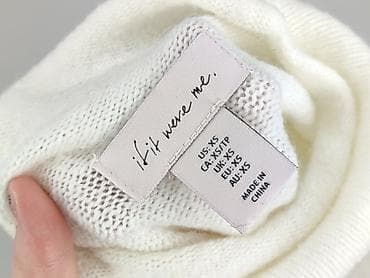 if it were me.
US: XS
CA: XS/TP
UK: XS
EU: XS
AU: XS
MADE IN
CHINA